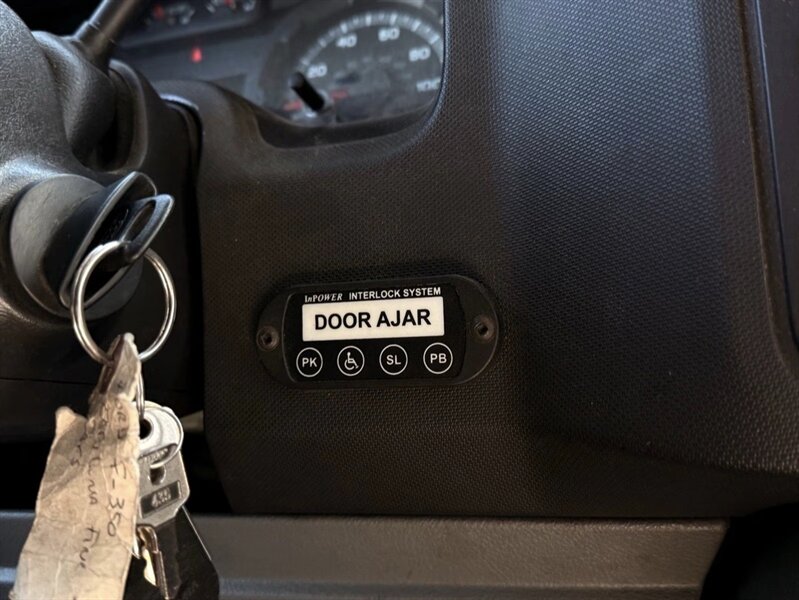 20
40
60
80
100
InPOWER INTERLOCK SYSTEM
DOOR AJAR
PK
SL
PB
F-350